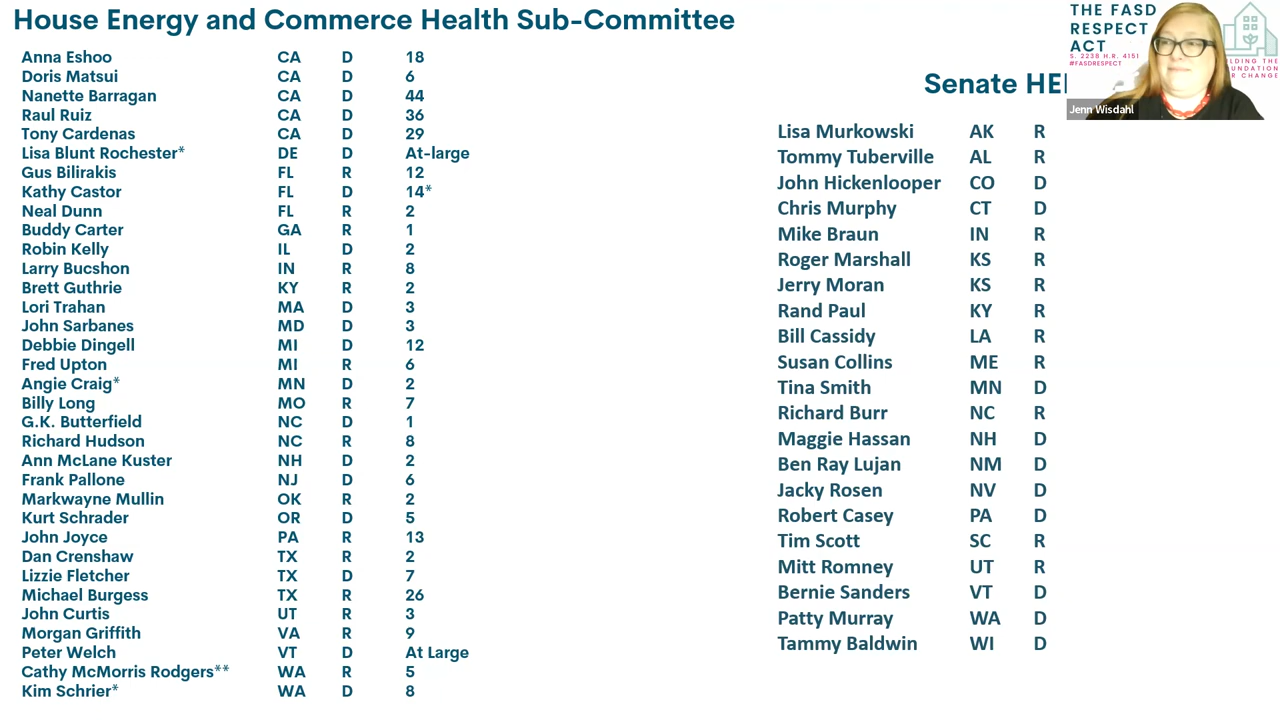 House Energy and Commerce Health Sub-Committee
Anna Eshoo CA D 18
Doris Matsui CA D 6
Nanette Barragan CA D 44
Raul Ruiz CA D 36
Tony Cardenas CA D 29
Lisa Blunt Rochester* DE D At-large
Gus Bilirakis FL R 12
Kathy Castor FL D 14*
Neal Dunn FL R 2
Buddy Carter GA R 1
Robin Kelly IL D 2
Larry Bucshon IN R 8
Brett Guthrie KY R 2
Lori Trahan MA D 3
John Sarbanes MD D 3
Debbie Dingell MI D 12
Fred Upton MI R 6
Angie Craig* MN D 2
Billy Long MO R 7
G.K. Butterfield NC D 1
Richard Hudson NC R 8
Ann McLane Kuster NH D 2
Frank Pallone NJ D 6
Markwayne Mullin OK R 2
Kurt Schrader OR D 5
John Joyce PA R 13
Dan Crenshaw TX R 2
Lizzie Fletcher TX D 7
Michael Burgess TX R 26
John Curtis UT R 3
Morgan Griffith VA R 9
Peter Welch VT D At Large
Cathy McMorris Rodgers** WA R 5
Kim Schrier* WA D 8
Senate HE
Lisa Murkowski AK R
Tommy Tuberville AL R
John Hickenlooper CO D
Chris Murphy CT D
Mike Braun IN R
Roger Marshall KS R
Jerry Moran KS R
Rand Paul KY R
Bill Cassidy LA R
Susan Collins ME R
Tina Smith MN D
Richard Burr NC R
Maggie Hassan NH D
Ben Ray Lujan NM D
Jacky Rosen NV D
Robert Casey PA D
Tim Scott SC R
Mitt Romney UT R
Bernie Sanders VT D
Patty Murray WA D
Tammy Baldwin WI D
THE FASD
RESPECT
ACT
S. 2238 H.R. 4151
#FASDRESPECT
ILDING THE
UNDATION
R CHANGE
Jenn Wisdahl